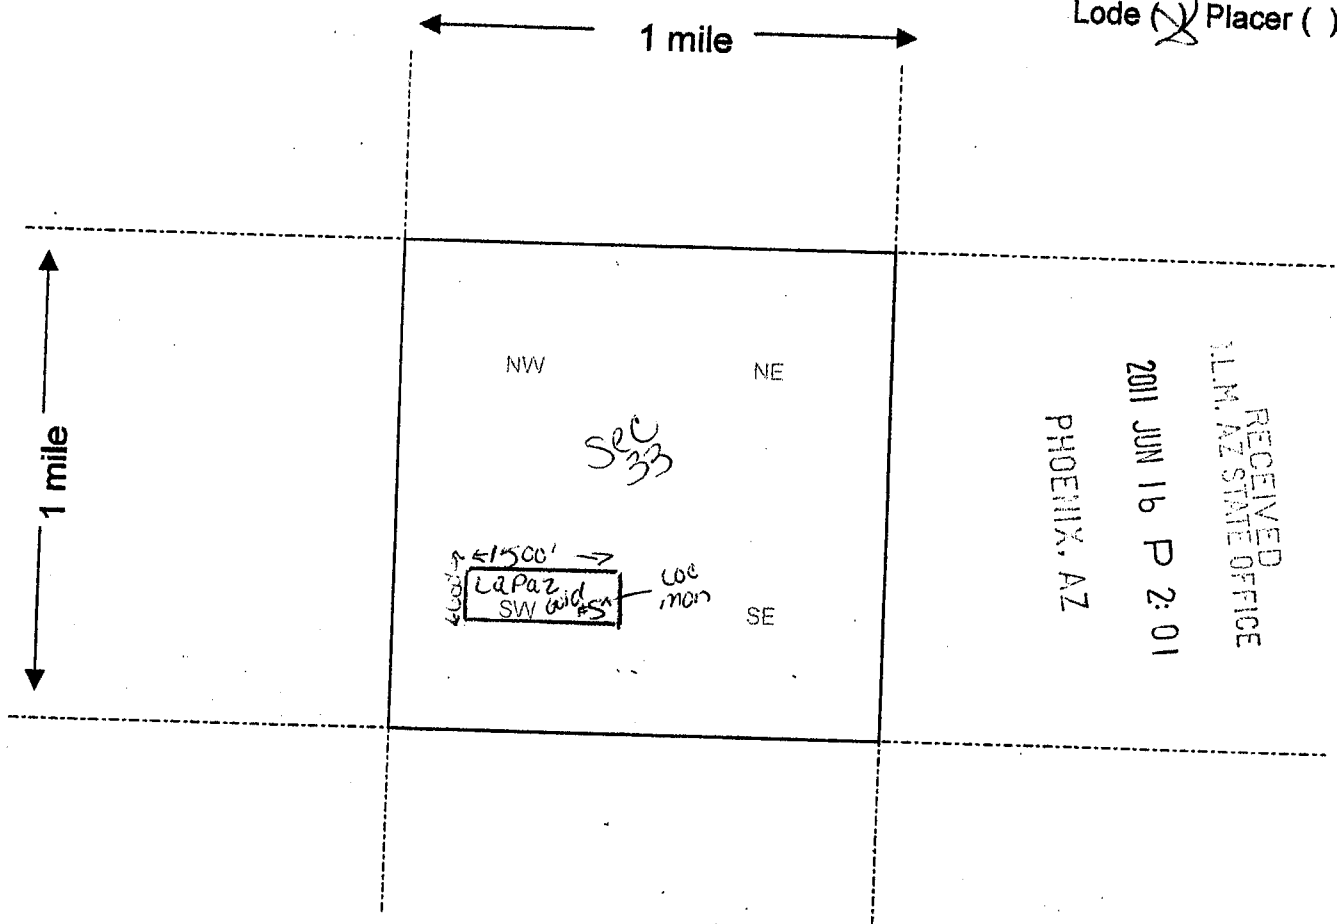 Lode (X) Placer ( )
1 mile
1 mile
NW
NE
Sec
33
1500'
600'
LaPaz
Gold #5
SW
Loc
mon
SE
RECEIVED
B.L.M. AZ STATE OFFICE
2011 JUN 16 P 2:01
PHOENIX, AZ